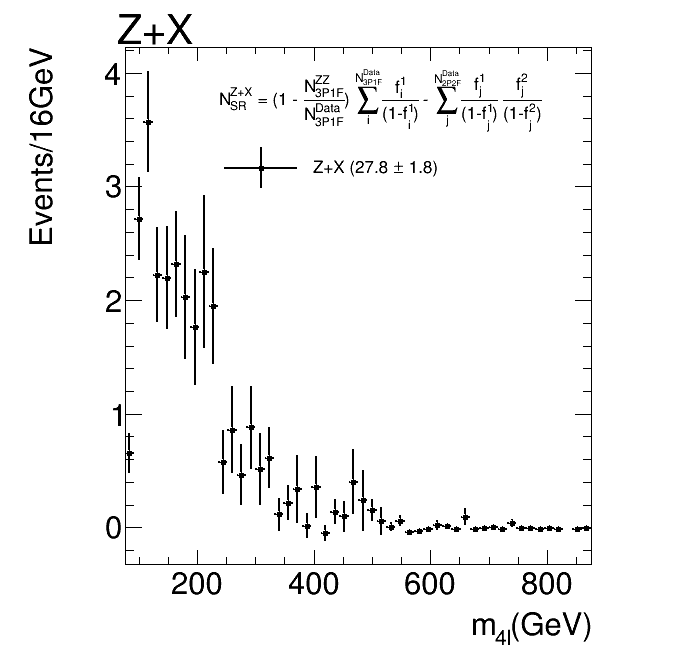 Z+X
Events/16GeV
4
3
2
1
0
N_SR^Z+X = (1 - N_3P1F^ZZ / N_3P1F^Data) ∑_i^{N_3P1F^Data} f_i^1 / (1-f_i^1) - ∑_j^{N_2P2F^Data} f_j^1 / (1-f_j^1) f_j^2 / (1-f_j^2)
Z+X (27.8 ± 1.8)
200 400 600 800
m_4l(GeV)